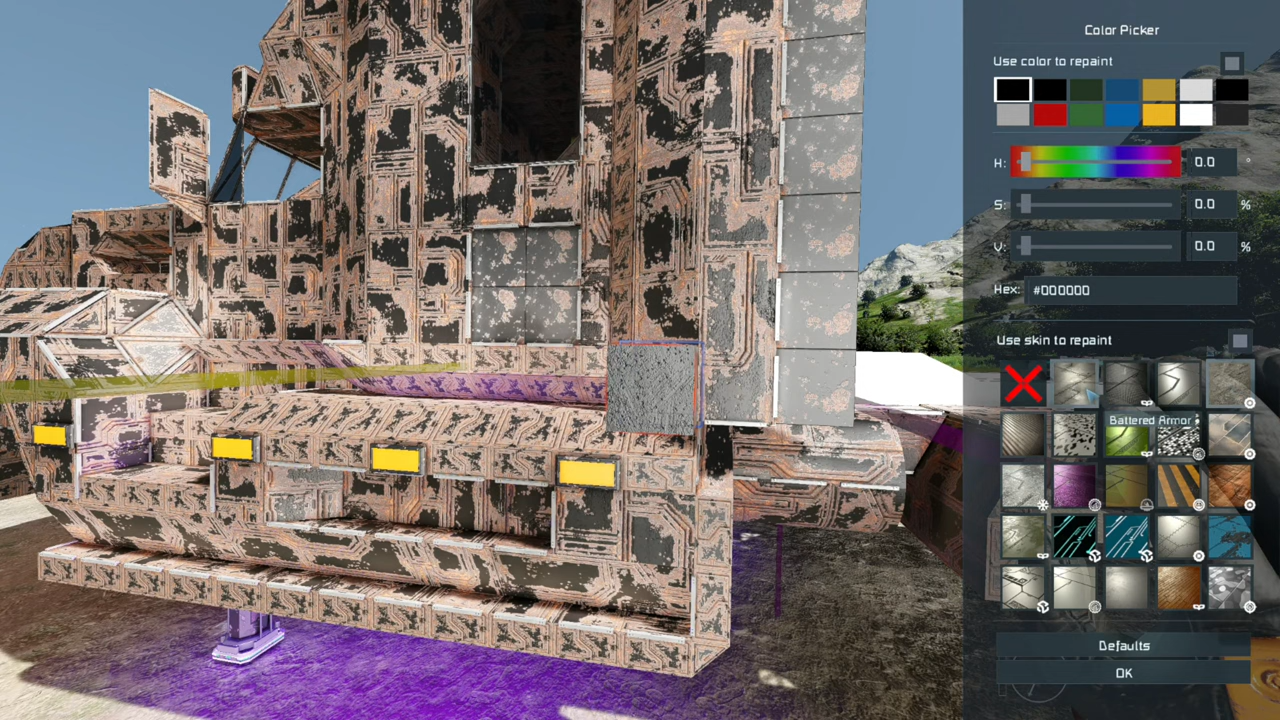 Color Picker
Use color to repaint
H: 0.0 °
S: 0.0 %
V: 0.0 %
Hex: #000000
Use skin to repaint
Battered Armor
Defaults
OK